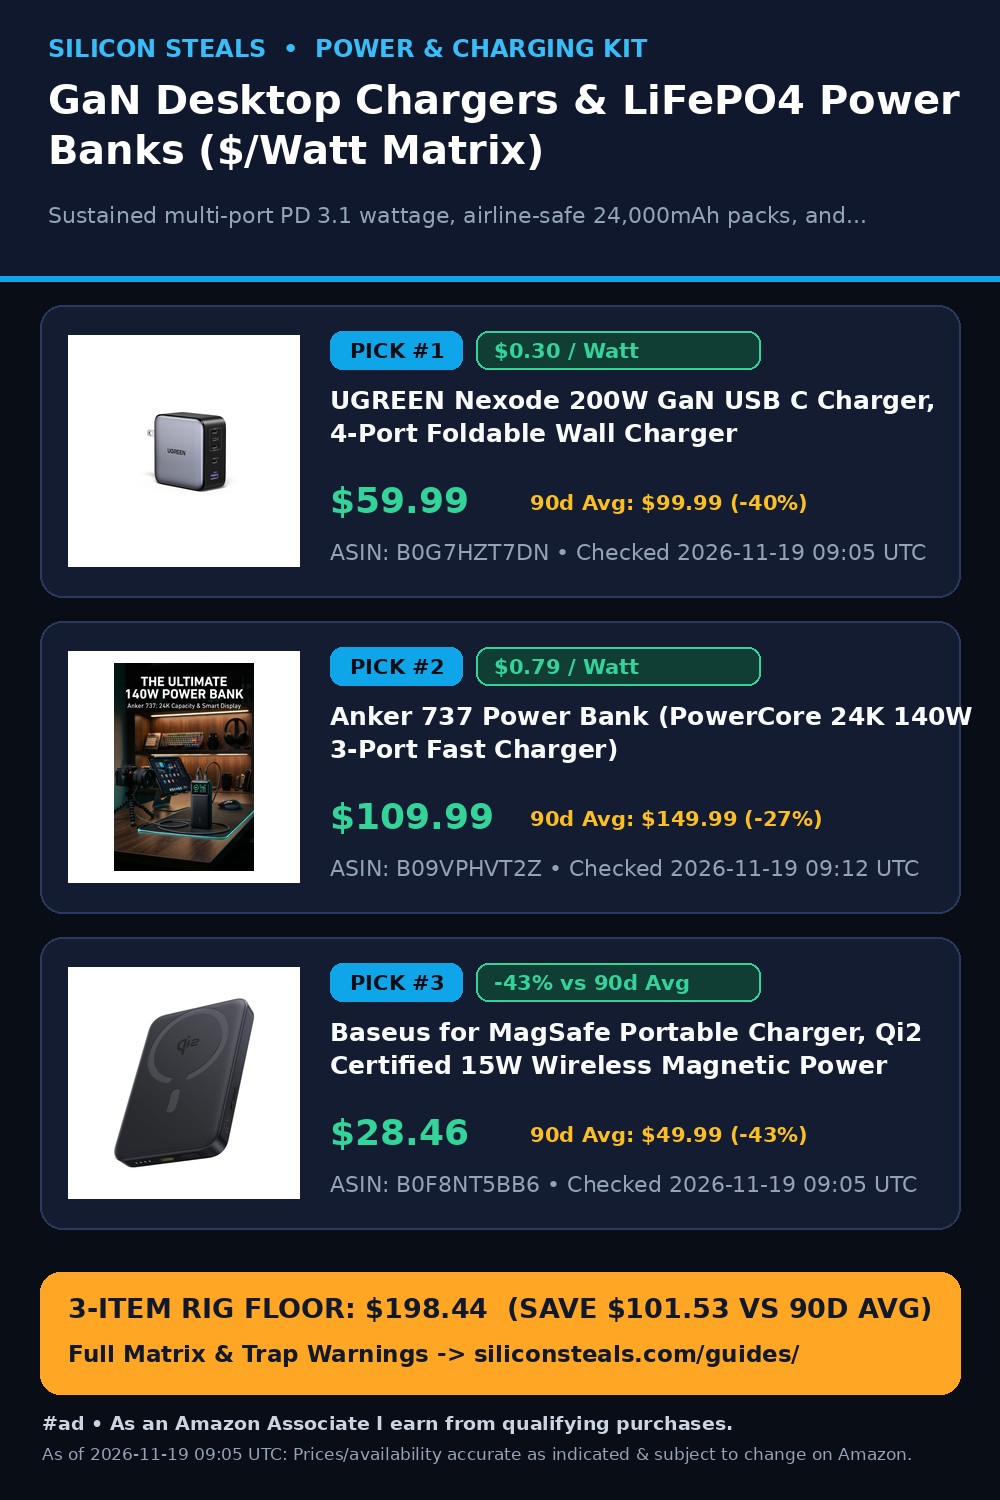 SILICON STEALS • POWER & CHARGING KIT
GaN Desktop Chargers & LiFePO4 Power
Banks ($/Watt Matrix)
Sustained multi-port PD 3.1 wattage, airline-safe 24,000mAh packs, and...
PICK #1
$0.30 / Watt
UGREEN Nexode 200W GaN USB C Charger,
4-Port Foldable Wall Charger
UGREEN
$59.99
90d Avg: $99.99 (-40%)
ASIN: B0G7HZT7DN • Checked 2026-11-19 09:05 UTC
THE ULTIMATE
140W POWER BANK
Anker 737: 24K Capacity & Smart Display
PICK #2
$0.79 / Watt
Anker 737 Power Bank (PowerCore 24K 140W
3-Port Fast Charger)
$109.99
90d Avg: $149.99 (-27%)
ASIN: B09VPHVT2Z • Checked 2026-11-19 09:12 UTC
Qi2
PICK #3
-43% vs 90d Avg
Baseus for MagSafe Portable Charger, Qi2
Certified 15W Wireless Magnetic Power
$28.46
90d Avg: $49.99 (-43%)
ASIN: B0F8NT5BB6 • Checked 2026-11-19 09:05 UTC
3-ITEM RIG FLOOR: $198.44 (SAVE $101.53 VS 90D AVG)
Full Matrix & Trap Warnings -> siliconsteals.com/guides/
#ad • As an Amazon Associate I earn from qualifying purchases.
As of 2026-11-19 09:05 UTC: Prices/availability accurate as indicated & subject to change on Amazon.